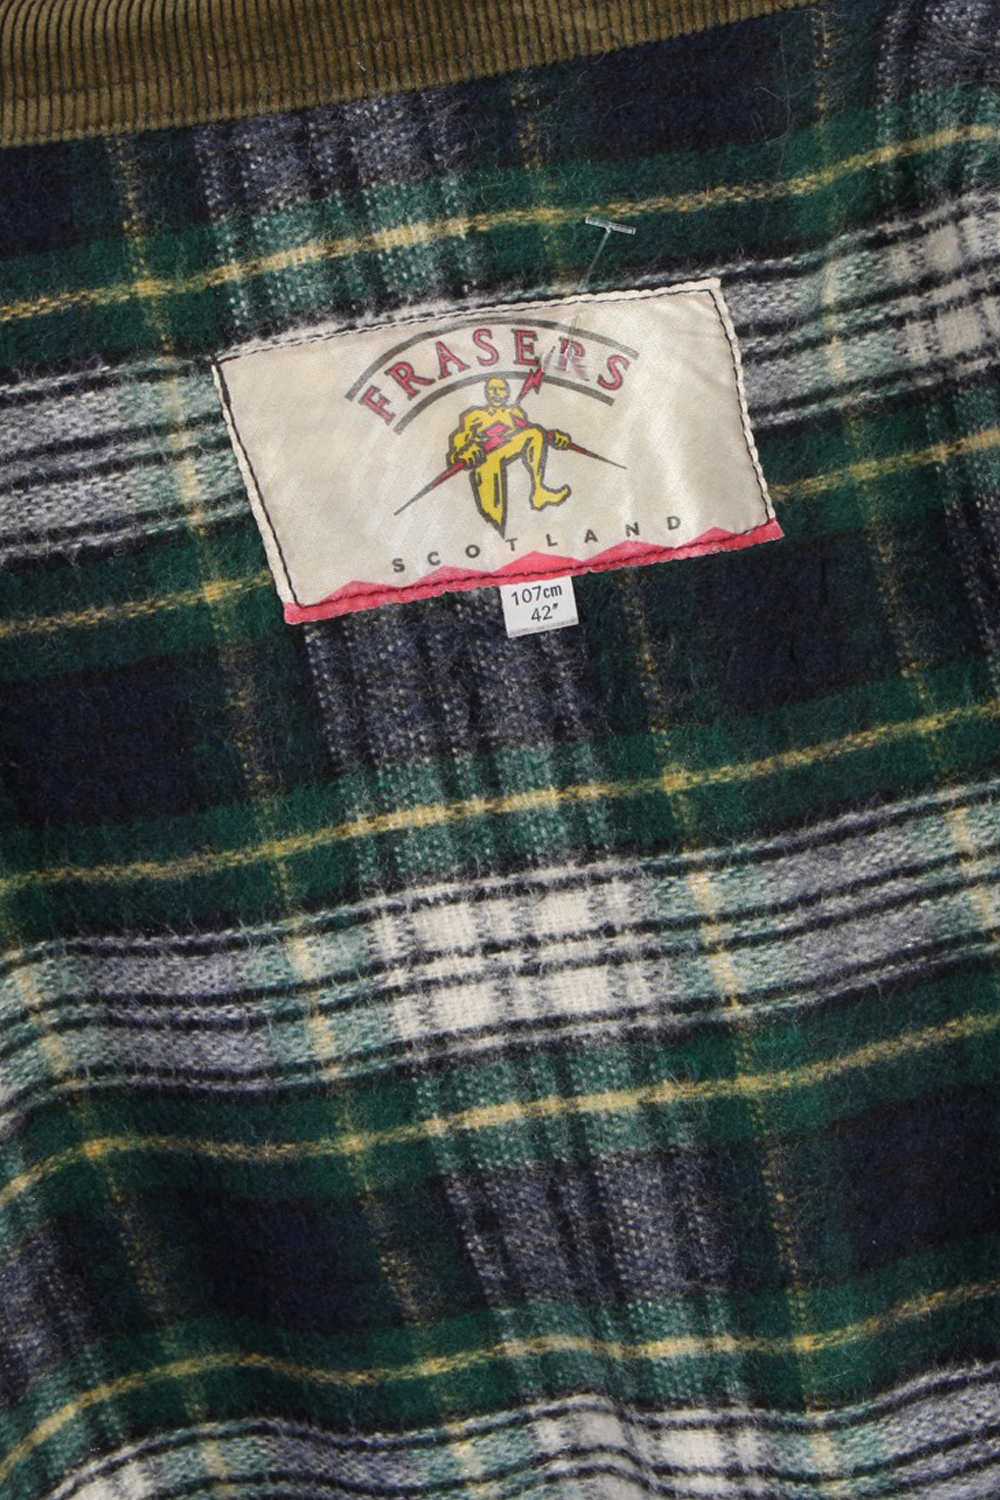 FRASERS
SCOTLAND
107cm
42"